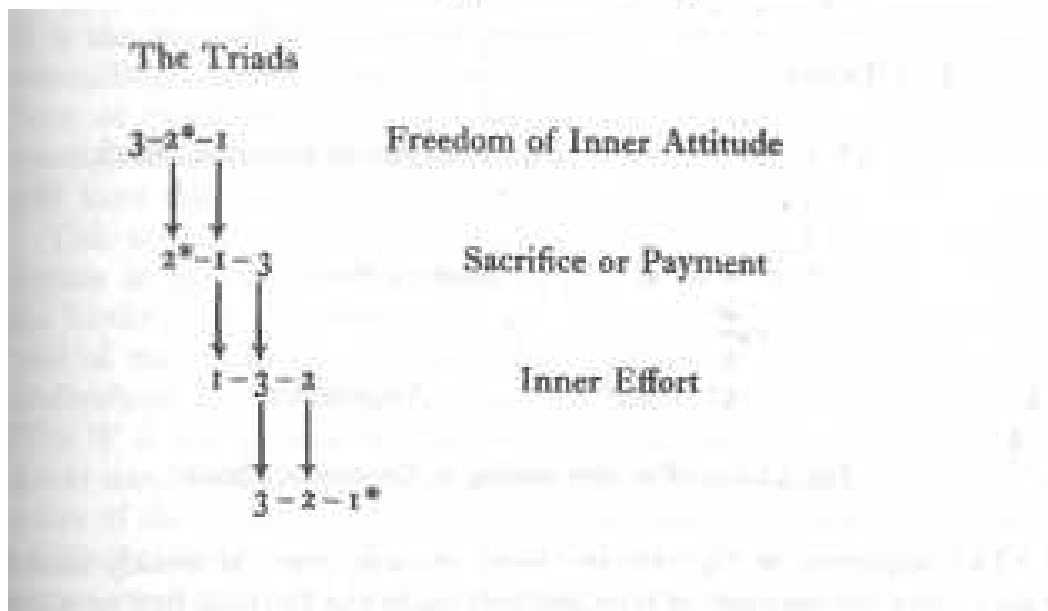 The Triads
3-2*-1 Freedom of Inner Attitude
2*-1-3 Sacrifice or Payment
1-3-2 Inner Effort
3-2-1*